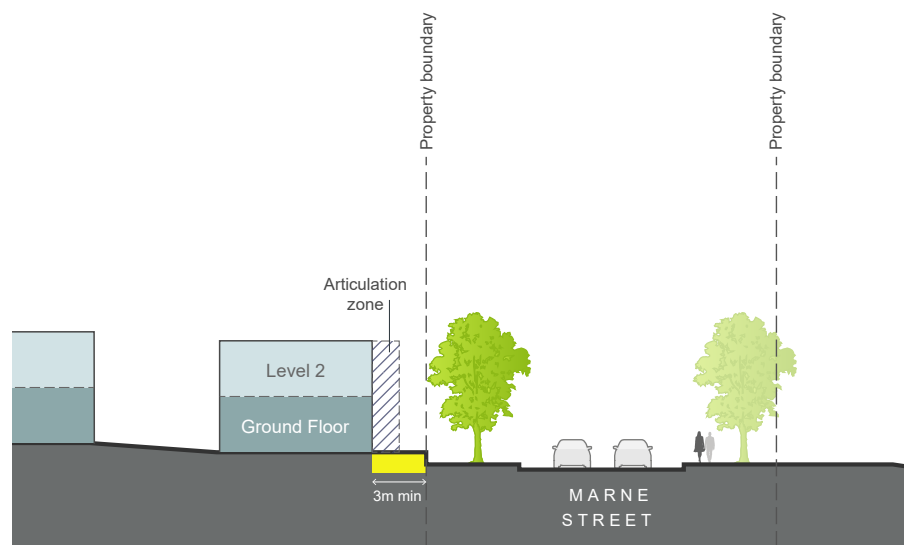 Property boundary
Property boundary
Articulation
zone
Level 2
Ground Floor
3m min
MARNE
STREET